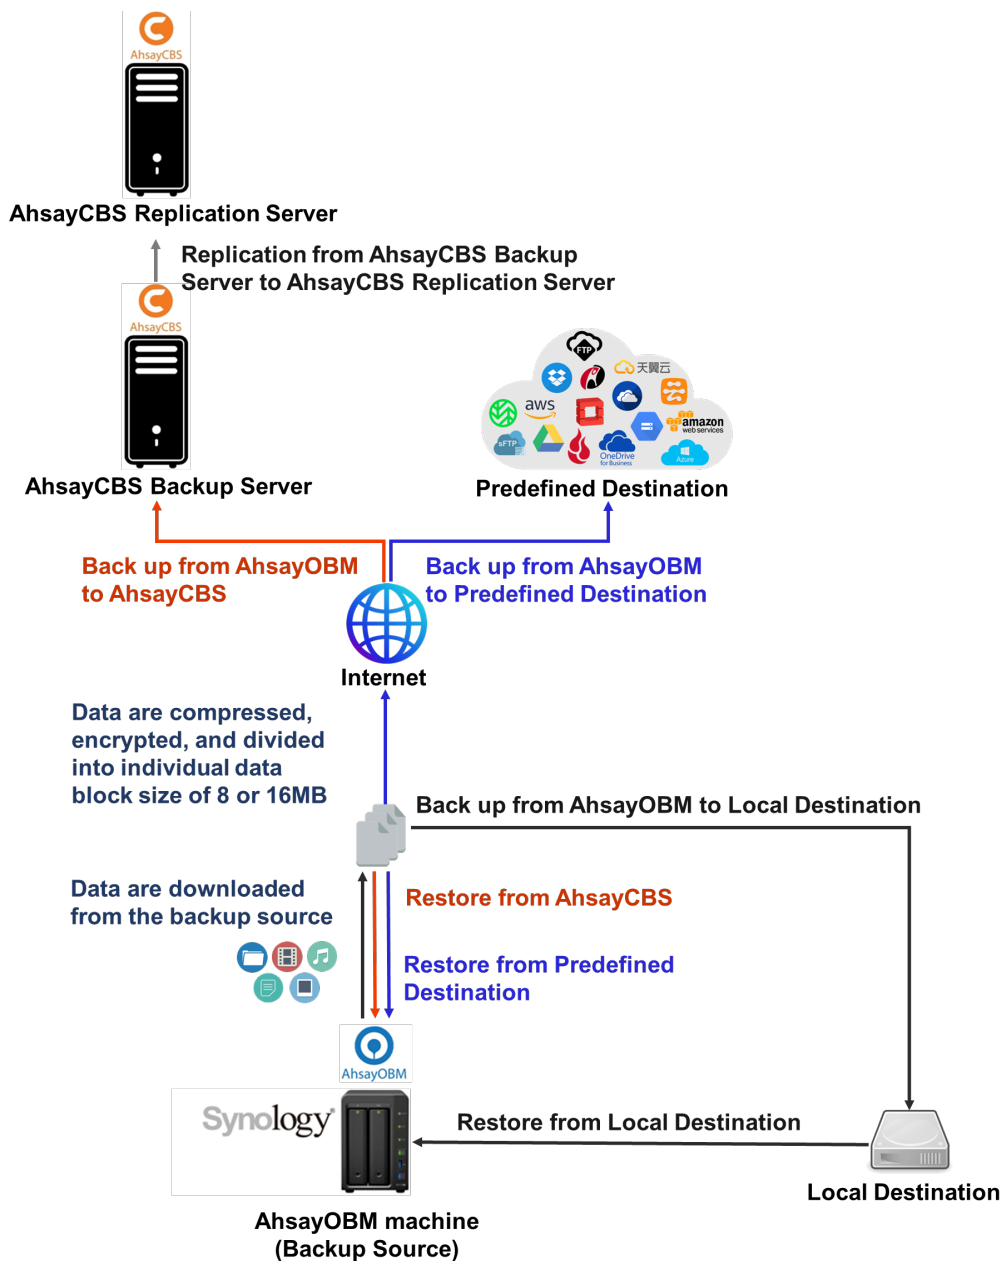 AhsayCBS
AhsayCBS Replication Server
Replication from AhsayCBS Backup
Server to AhsayCBS Replication Server
AhsayCBS
FTP
天翼云
aws
amazon
web services
sFTP
OneDrive
for Business
Azure
AhsayCBS Backup Server
Predefined Destination
Back up from AhsayOBM
to AhsayCBS
Back up from AhsayOBM
to Predefined Destination
Internet
Data are compressed,
encrypted, and divided
into individual data
block size of 8 or 16MB
Back up from AhsayOBM to Local Destination
Data are downloaded
from the backup source
Restore from AhsayCBS
Restore from Predefined
Destination
AhsayOBM
Synology
Restore from Local Destination
Local Destination
AhsayOBM machine
(Backup Source)